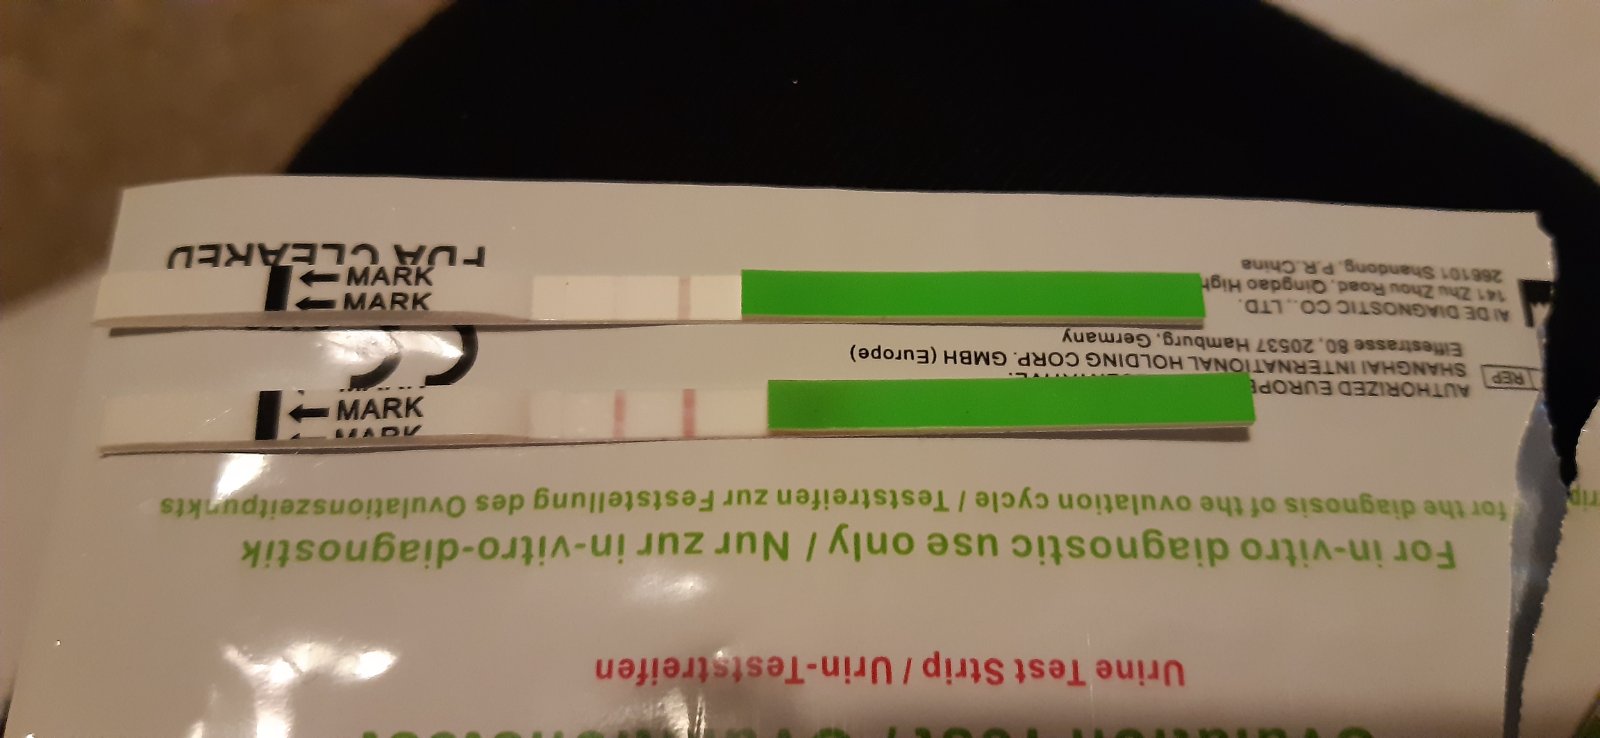 Urine Test Strip / Urin-Teststreifen
For in-vitro diagnostic use only / Nur zur in-vitro-diagnostik
for the diagnosis of the ovulation cycle / Teststreifen zur Feststellung des Ovulationszeitpunkts
REP
AUTHORIZED
SHANGHAI INTERNATIONAL HOLDING CORP. GMBH (Europe)
Eiffestrasse 80, 20537 Hamburg, Germany
AI DE DIAGNOSTIC CO., LTD.
141 Zhu Zhou Road, Qingdao High
266101 Shandong, P.R.China
FDA CLEARED
MARK
MARK
MARK
MARK